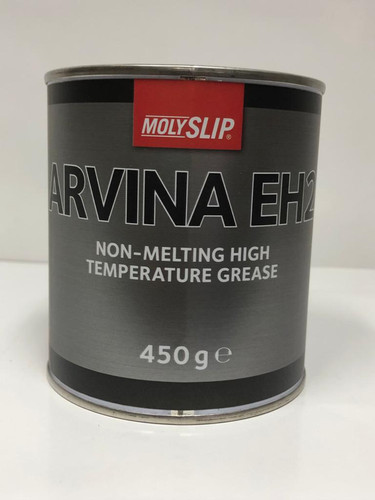 MOLYSLIP®
ARVINA EH2
NON-MELTING HIGH
TEMPERATURE GREASE
450g℮